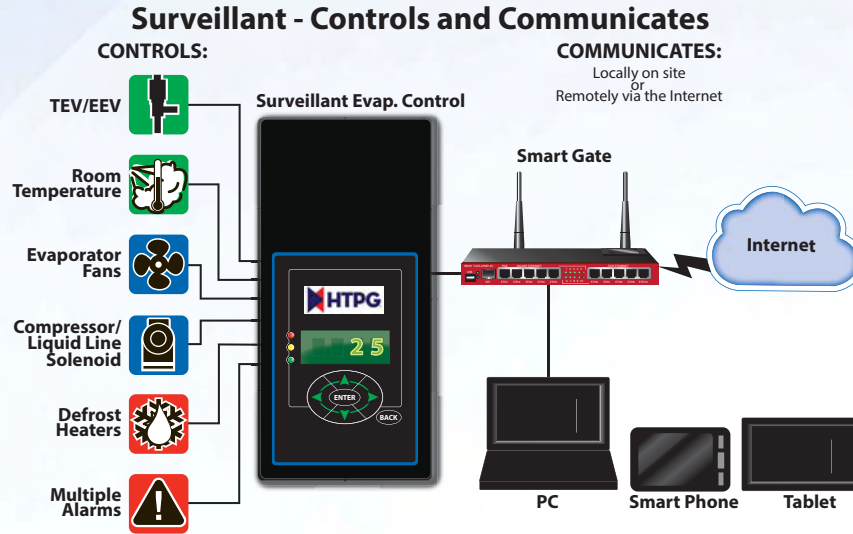 Surveillant - Controls and Communicates
CONTROLS:
COMMUNICATES:
Locally on site
or
Remotely via the Internet
TEV/EEV
Surveillant Evap. Control
Room
Temperature
Smart Gate
Evaporator
Fans
Internet
HTPG
Compressor/
Liquid Line
Solenoid
25
ENTER
BACK
Defrost
Heaters
Multiple
Alarms
PC
Smart Phone
Tablet